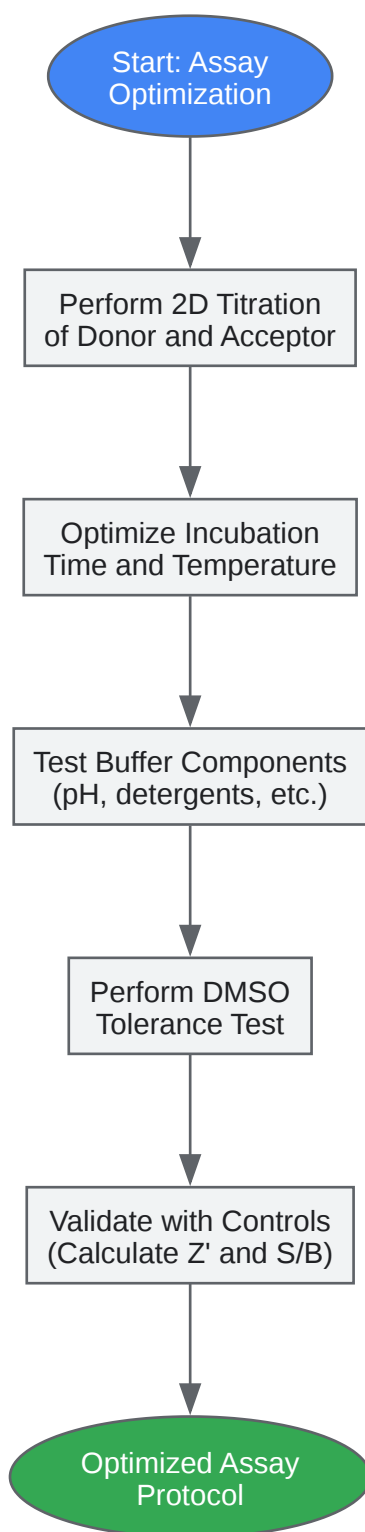 Start: Assay
Optimization
Perform 2D Titration
of Donor and Acceptor
Optimize Incubation
Time and Temperature
Test Buffer Components
(pH, detergents, etc.)
Perform DMSO
Tolerance Test
Validate with Controls
(Calculate Z' and S/B)
Optimized Assay
Protocol